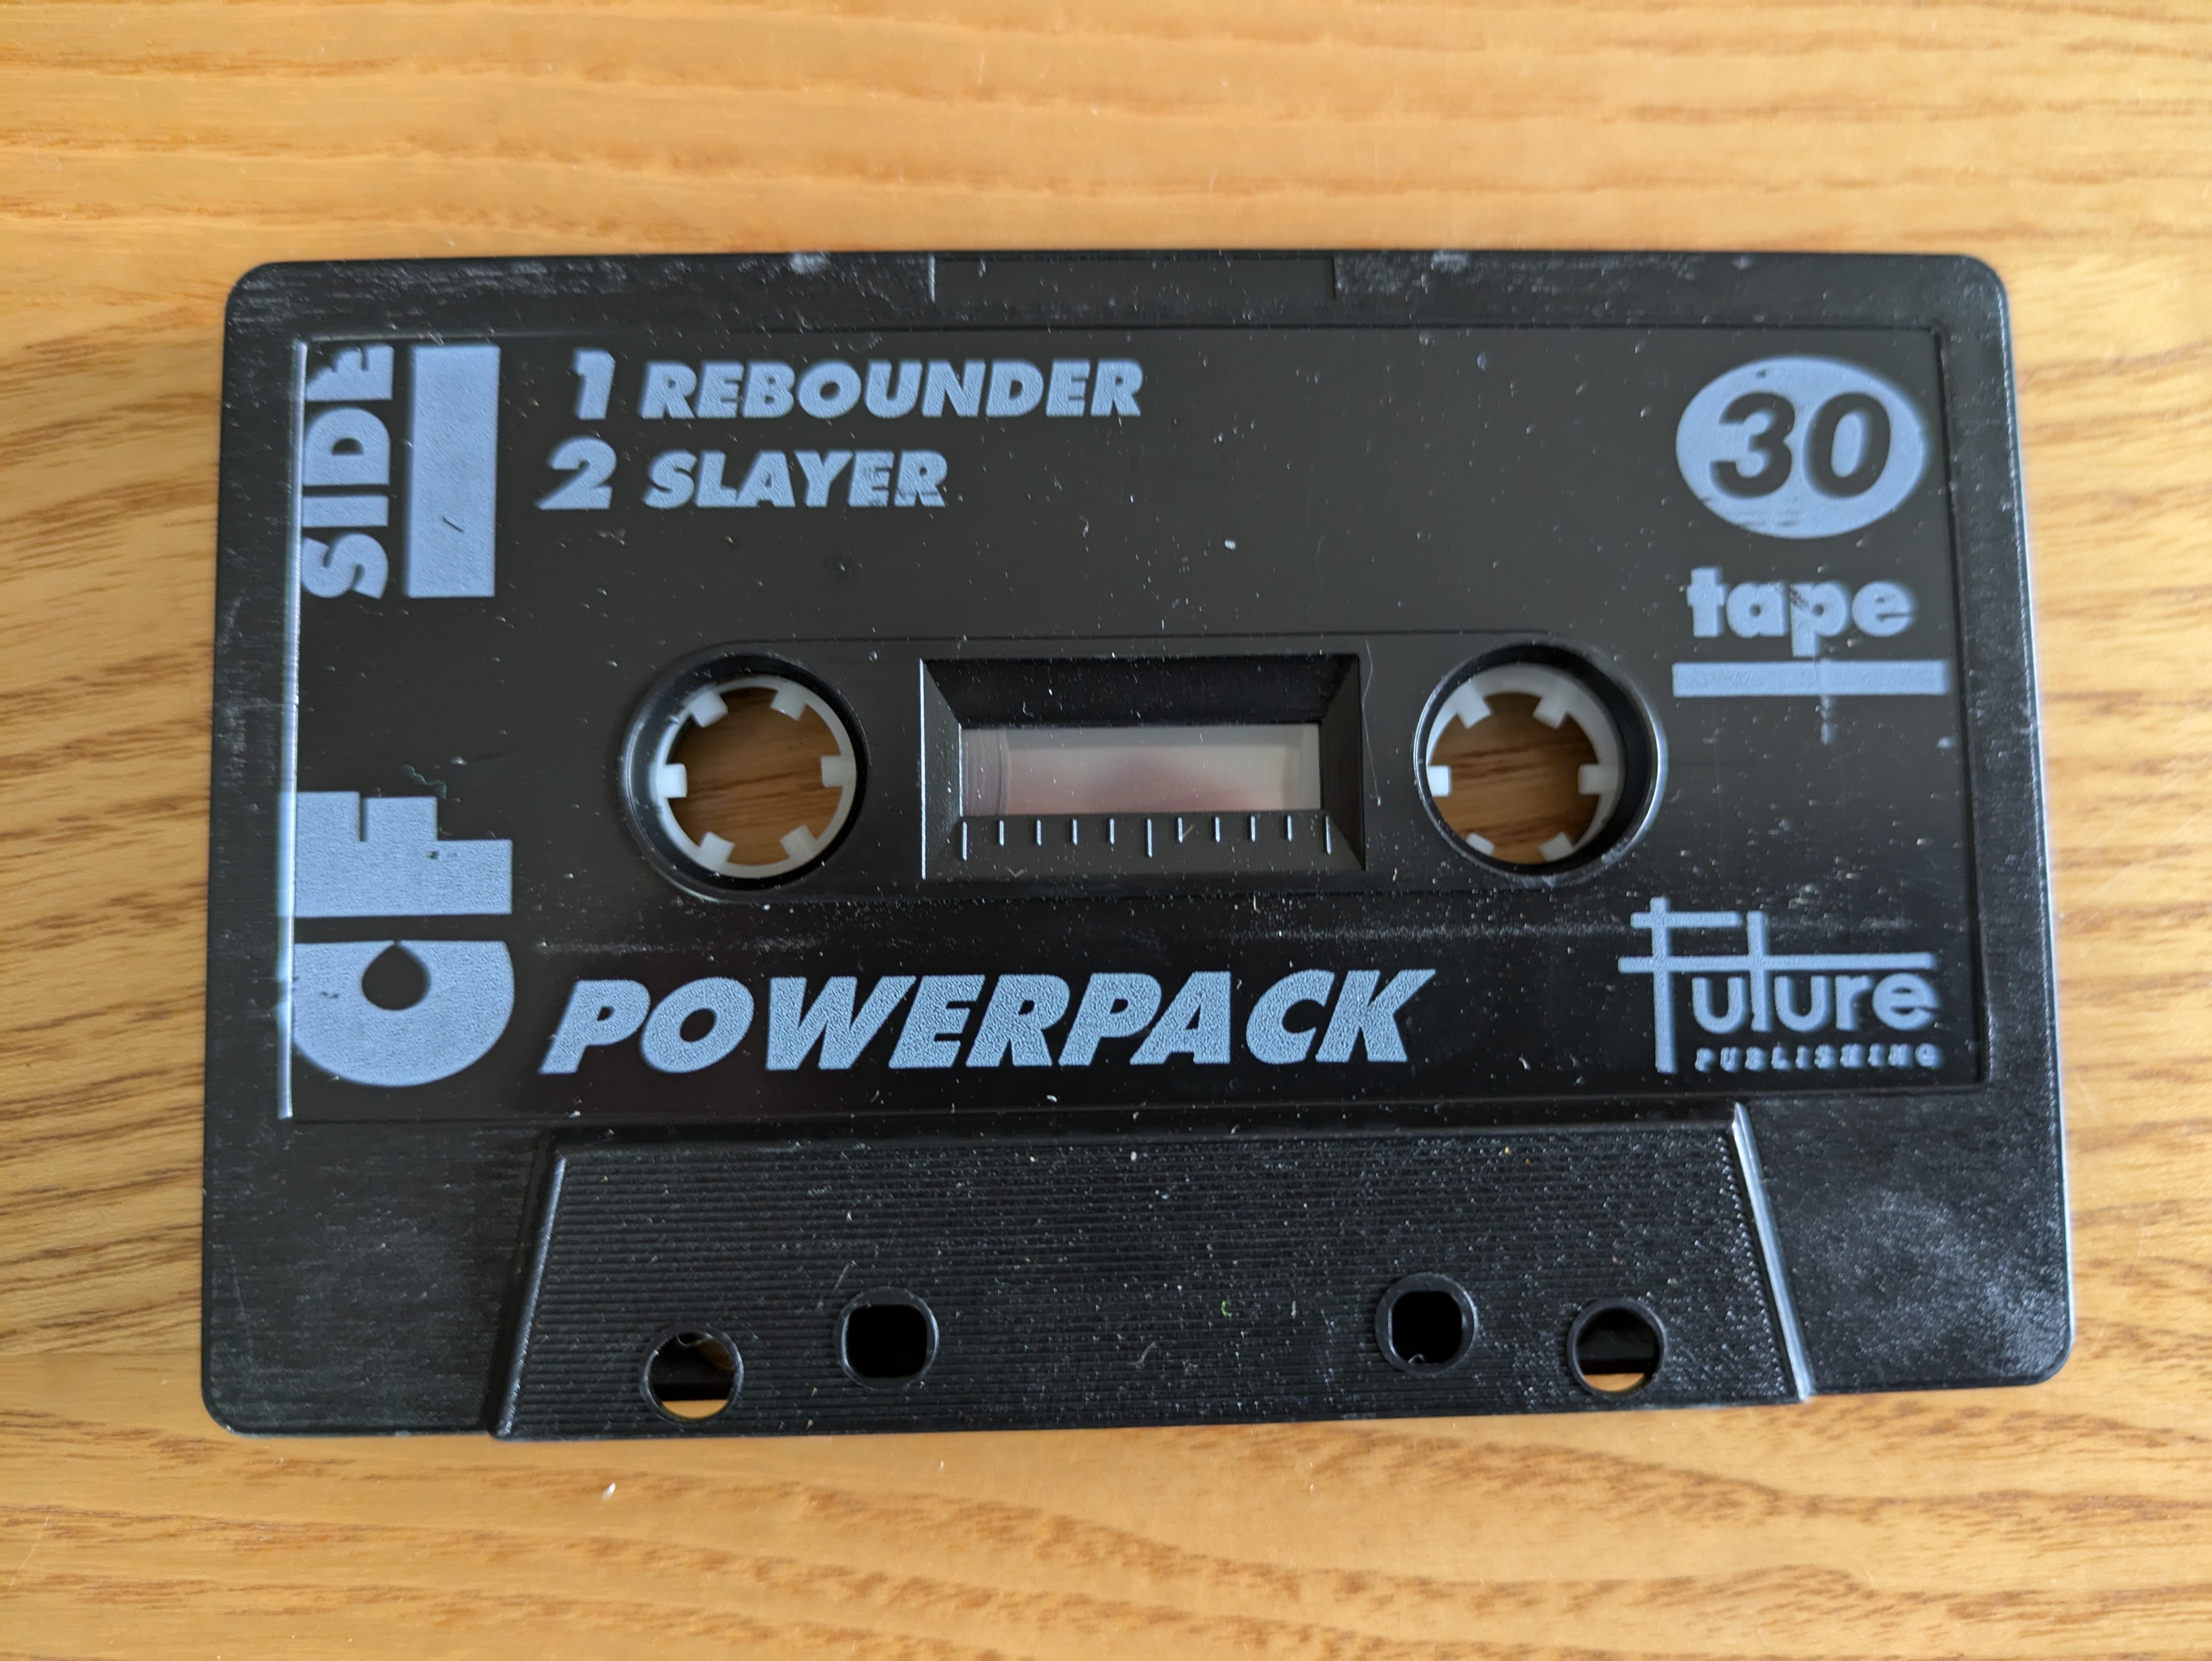 SIDE 1
1 REBOUNDER
2 SLAYER
30
tape
CF
POWERPACK
future
PUBLISHING